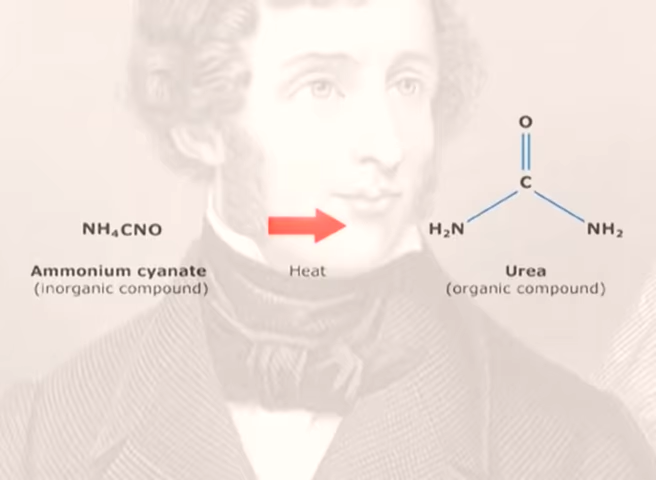 O
C
NH₄CNO
H₂N
NH₂
Ammonium cyanate
(inorganic compound)
Heat
Urea
(organic compound)